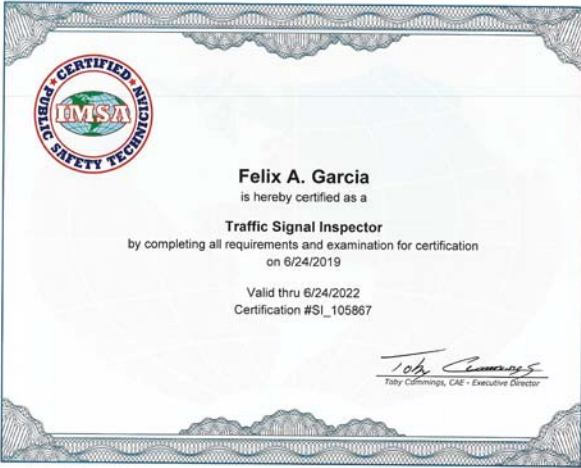 CERTIFIED
PUBLIC SAFETY TECHNICIAN
IMSA
Felix A. Garcia
is hereby certified as a
Traffic Signal Inspector
by completing all requirements and examination for certification
on 6/24/2019
Valid thru 6/24/2022
Certification #SI_105867
Toby Cummings
Toby Cummings, CAE - Executive Director